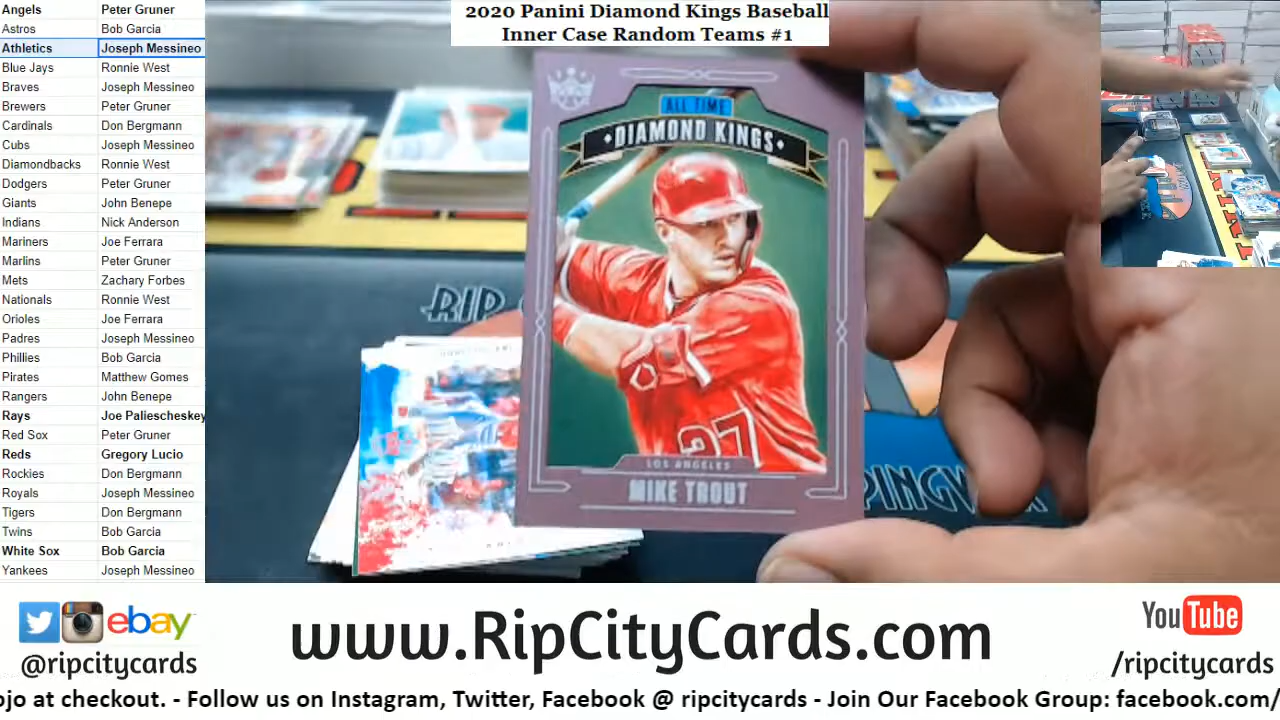 2020 Panini Diamond Kings Baseball
Inner Case Random Teams #1
Angels Peter Gruner
Astros Bob Garcia
Athletics Joseph Messineo
Blue Jays Ronnie West
Braves Joseph Messineo
Brewers Peter Gruner
Cardinals Don Bergmann
Cubs Joseph Messineo
Diamondbacks Ronnie West
Dodgers Peter Gruner
Giants John Benepe
Indians Nick Anderson
Mariners Joe Ferrara
Marlins Peter Gruner
Mets Zachary Forbes
Nationals Ronnie West
Orioles Joe Ferrara
Padres Joseph Messineo
Phillies Bob Garcia
Pirates Matthew Gomes
Rangers John Benepe
Rays Joe Paliescheskey
Red Sox Peter Gruner
Reds Gregory Lucio
Rockies Don Bergmann
Royals Joseph Messineo
Tigers Don Bergmann
Twins Bob Garcia
White Sox Bob Garcia
Yankees Joseph Messineo
ALL TIME
DIAMOND KINGS
27
LOS ANGELES
MIKE TROUT
RIP
PINGW
ebay
@ripcitycards
www.RipCityCards.com
YouTube
/ripcitycards
ojo at checkout. - Follow us on Instagram, Twitter, Facebook @ ripcitycards - Join Our Facebook Group: facebook.com/